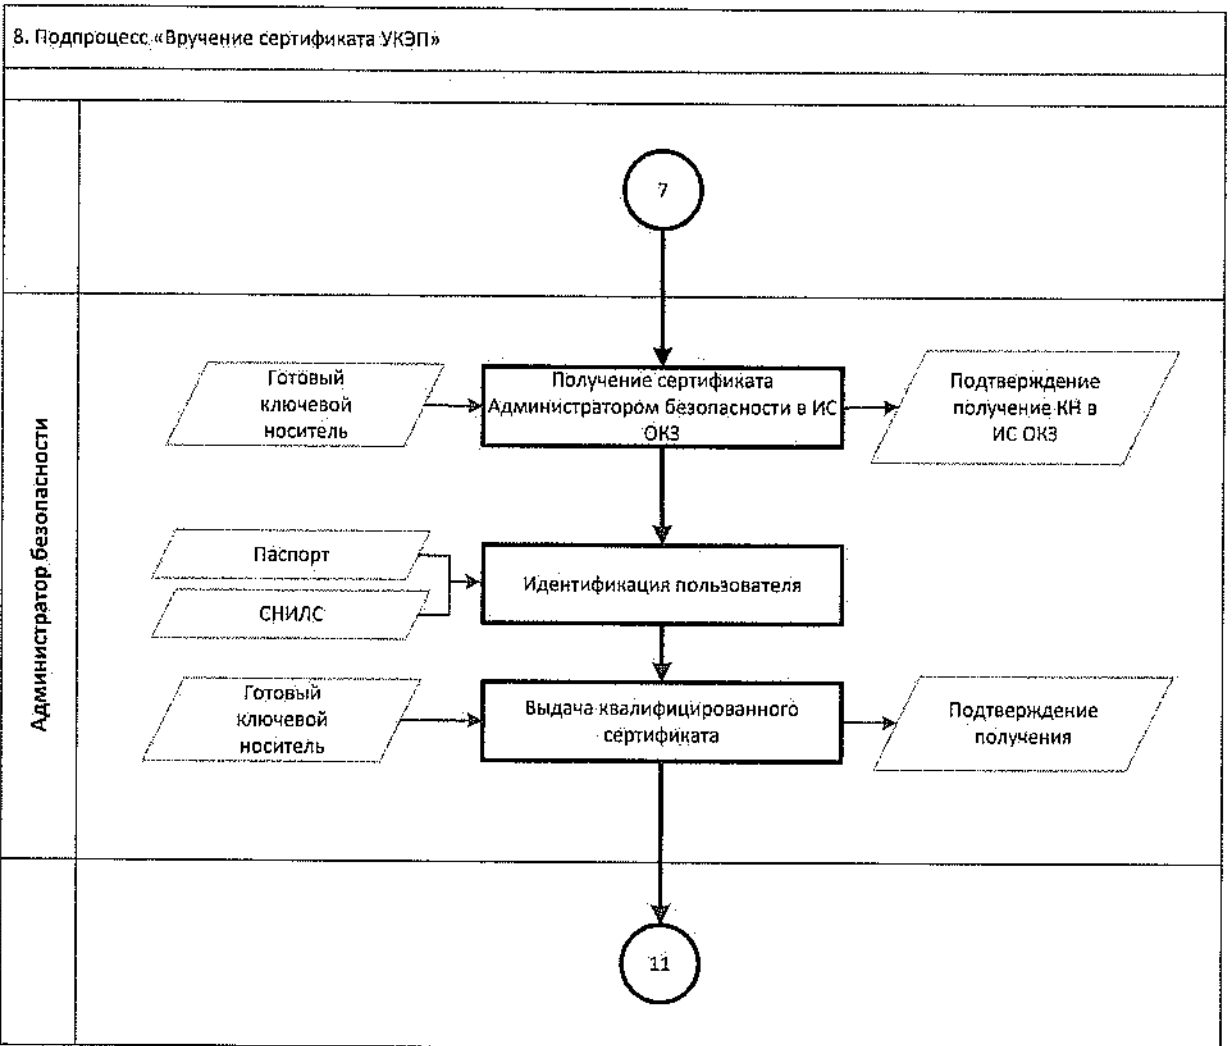 8. Подпроцесс «Вручение сертификата УКЭП»
7
Администратор безопасности
Готовый
ключевой
носитель
Получение сертификата
Администратором безопасности в ИС
ОКЗ
Подтверждение
получение КН в
ИС ОКЗ
Паспорт
СНИЛС
Идентификация пользователя
Готовый
ключевой
носитель
Выдача квалифицированного
сертификата
Подтверждение
получения
11